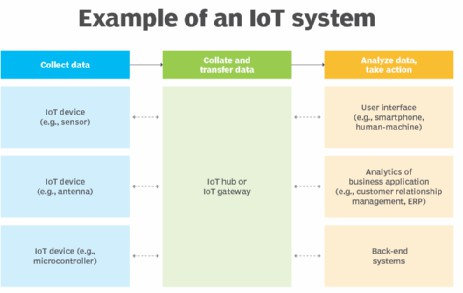 Example of an IoT system
Collect data
Collate and
transfer data
Analyze data,
take action
IoT device
(e.g., sensor)
IoT device
(e.g., antenna)
IoT device (e.g.,
microcontroller)
IoT hub or
IoT gateway
User interface
(e.g., smartphone,
human-machine)
Analytics of
business application
(e.g., customer relationship
management, ERP)
Back-end
systems